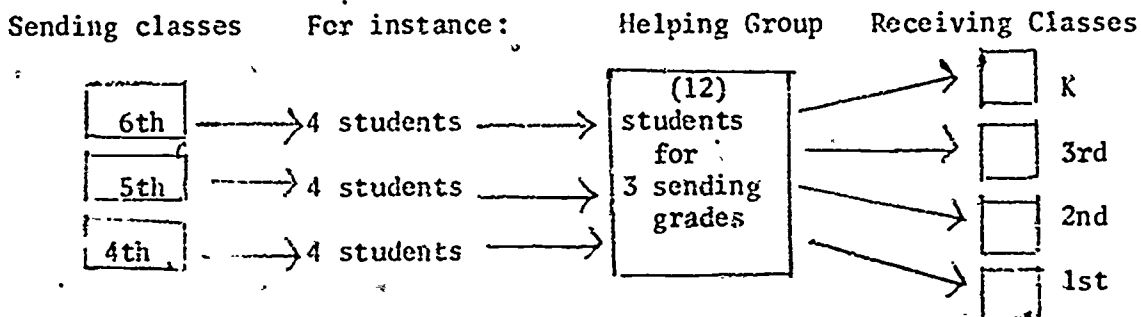 Sending classes For instance: Helping Group Receiving Classes
6th 4 students (12) students for 3 sending grades K
5th 4 students 3rd
4th 4 students 2nd
1st